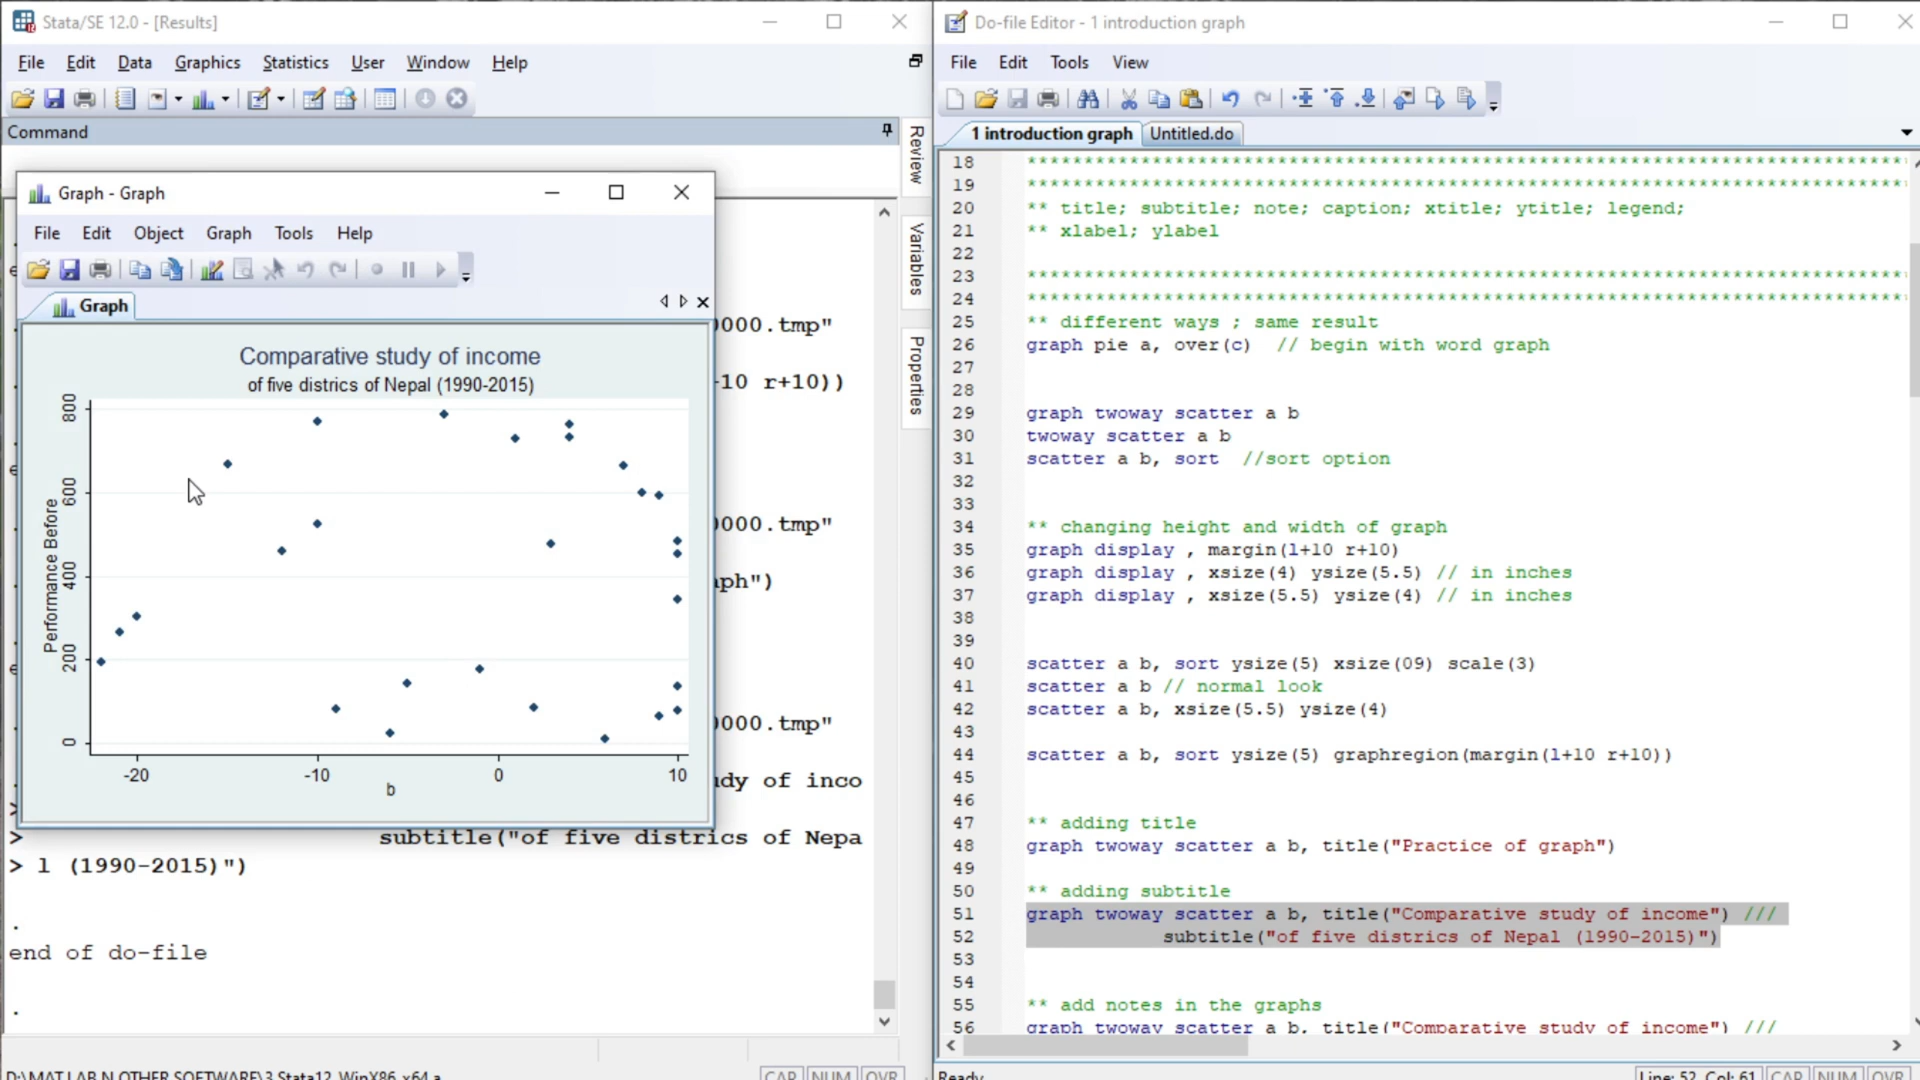 Stata/SE 12.0 - [Results]
File Edit Data Graphics Statistics User Window Help
Command
Review
Variables
Properties
Graph - Graph
File Edit Object Graph Tools Help
Graph
Comparative study of income
of five districs of Nepal (1990-2015)
Performance Before
800
600
400
200
0
-20 -10 0 10
b
0000.tmp"
-10 r+10))
0000.tmp"
ph")
0000.tmp"
udy of inco
> subtitle("of five districs of Nepa
> l (1990-2015)")
.
end of do-file
.
CAP NUM OVR
Do-file Editor - 1 introduction graph
File Edit Tools View
1 introduction graph Untitled.do
18
19
20 ** title; subtitle; note; caption; xtitle; ytitle; legend;
21 ** xlabel; ylabel
22
23
24
25 ** different ways ; same result
26 graph pie a, over(c) // begin with word graph
27
28
29 graph twoway scatter a b
30 twoway scatter a b
31 scatter a b, sort //sort option
32
33
34 ** changing height and width of graph
35 graph display , margin(l+10 r+10)
36 graph display , xsize(4) ysize(5.5) // in inches
37 graph display , xsize(5.5) ysize(4) // in inches
38
39
40 scatter a b, sort ysize(5) xsize(09) scale(3)
41 scatter a b // normal look
42 scatter a b, xsize(5.5) ysize(4)
43
44 scatter a b, sort ysize(5) graphregion(margin(l+10 r+10))
45
46
47 ** adding title
48 graph twoway scatter a b, title("Practice of graph")
49
50 ** adding subtitle
51 graph twoway scatter a b, title("Comparative study of income") ///
52 subtitle("of five districs of Nepal (1990-2015)")
53
54
55 ** add notes in the graphs
56 graph twoway scatter a b, title("Comparative study of income") ///
Ready
Line: 52, Col: 61 CAP NUM OVR